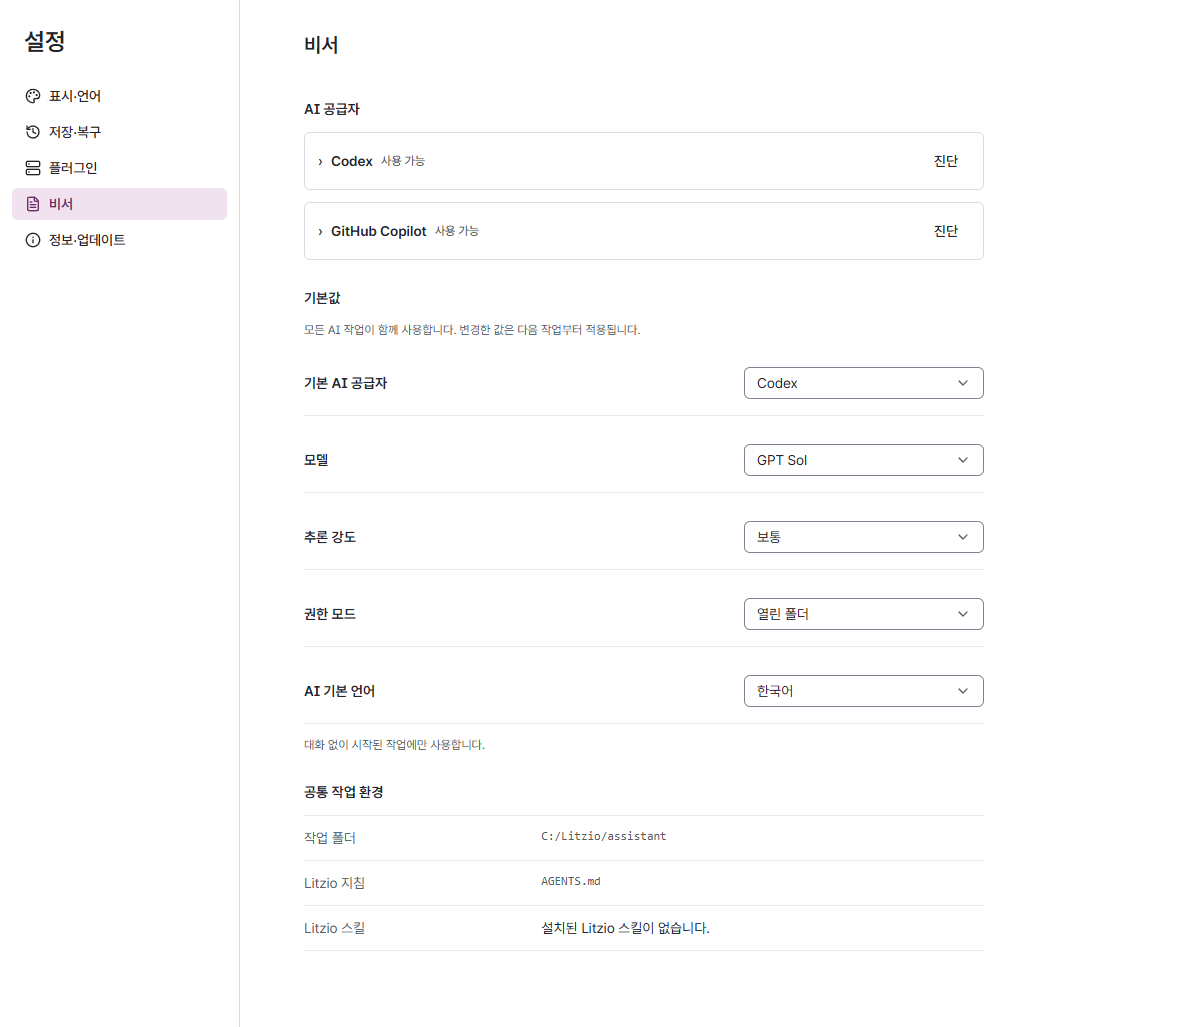 설정
표시·언어
저장·복구
플러그인
비서
정보·업데이트
비서
AI 공급자
Codex 사용 가능 진단
GitHub Copilot 사용 가능 진단
기본값
모든 AI 작업이 함께 사용합니다. 변경한 값은 다음 작업부터 적용됩니다.
기본 AI 공급자 Codex
모델 GPT Sol
추론 강도 보통
권한 모드 열린 폴더
AI 기본 언어 한국어
대화 없이 시작된 작업에만 사용합니다.
공통 작업 환경
작업 폴더 C:/Litzio/assistant
Litzio 지침 AGENTS.md
Litzio 스킬 설치된 Litzio 스킬이 없습니다.